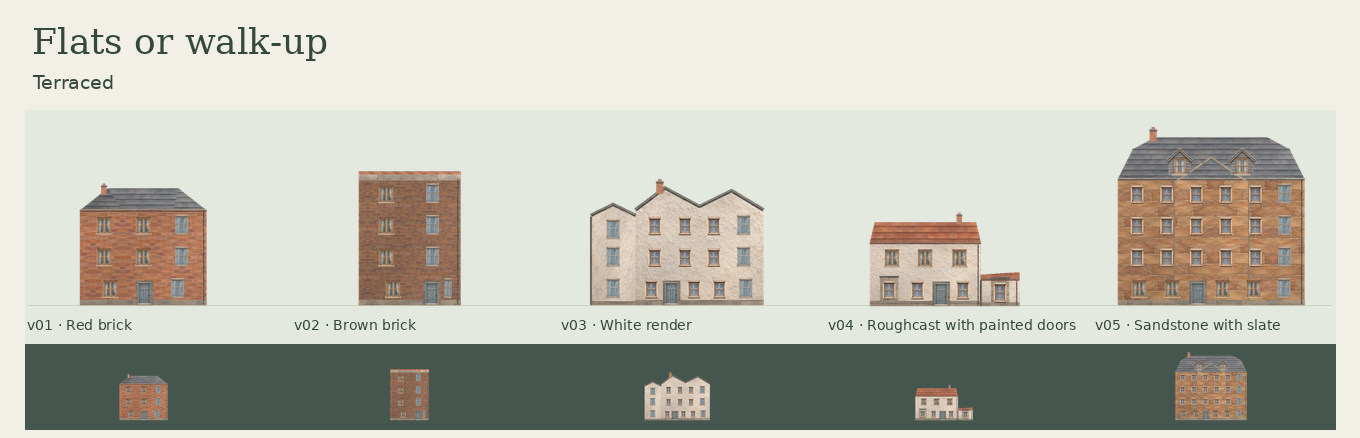 Flats or walk-up
Terraced
v01 · Red brick
v02 · Brown brick
v03 · White render
v04 · Roughcast with painted doors
v05 · Sandstone with slate